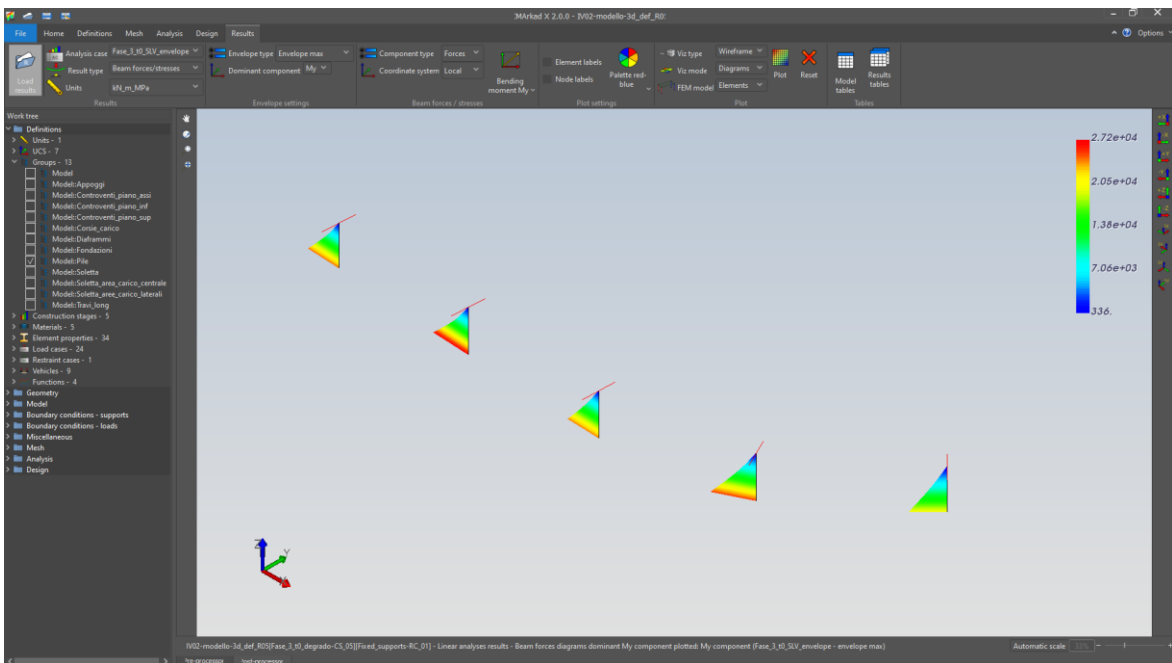 :MArkad X 2.0.0 - IV02-modello-3d_def_R0:
File Home Definitions Mesh Analysis Design Results Options
Load results
Analysis case Fase_3_t0_SLV_envelope
Result type Beam forces/stresses
Units kN_m_MPa
Results
Envelope type Envelope max
Dominant component My
Envelope settings
Component type Forces
Coordinate system Local
Bending moment My
Beam forces / stresses
Element labels
Node labels
Palette red-blue
Plot settings
Viz type Wireframe
Viz mode Diagrams
FEM model Elements
Plot Reset
Plot
Model tables
Results tables
Tables
Work tree
Definitions
Units - 1
UCS - 7
Groups - 13
Model
Model::Appoggi
Model::Controventi_piano_assi
Model::Controventi_piano_inf
Model::Controventi_piano_sup
Model::Corsie_carico
Model::Diaframmi
Model::Fondazioni
Model::Pile
Model::Soletta
Model::Soletta_area_carico_centrale
Model::Soletta_aree_carico_laterali
Model::Travi_long
Construction stages - 5
Materials - 5
Element properties - 34
Load cases - 24
Restraint cases - 1
Vehicles - 9
Functions - 4
Geometry
Model
Boundary conditions - supports
Boundary conditions - loads
Miscellaneous
Mesh
Analysis
Design
2.72e+04
2.05e+04
1.38e+04
7.06e+03
336.
Z
Y
IV02-modello-3d_def_R05[Fase_3_t0_degrado-CS_05][Fixed_supports-RC_01] - Linear analyses results - Beam forces diagrams dominant My component plotted: My component (Fase_3_t0_SLV_envelope - envelope max)
Automatic scale